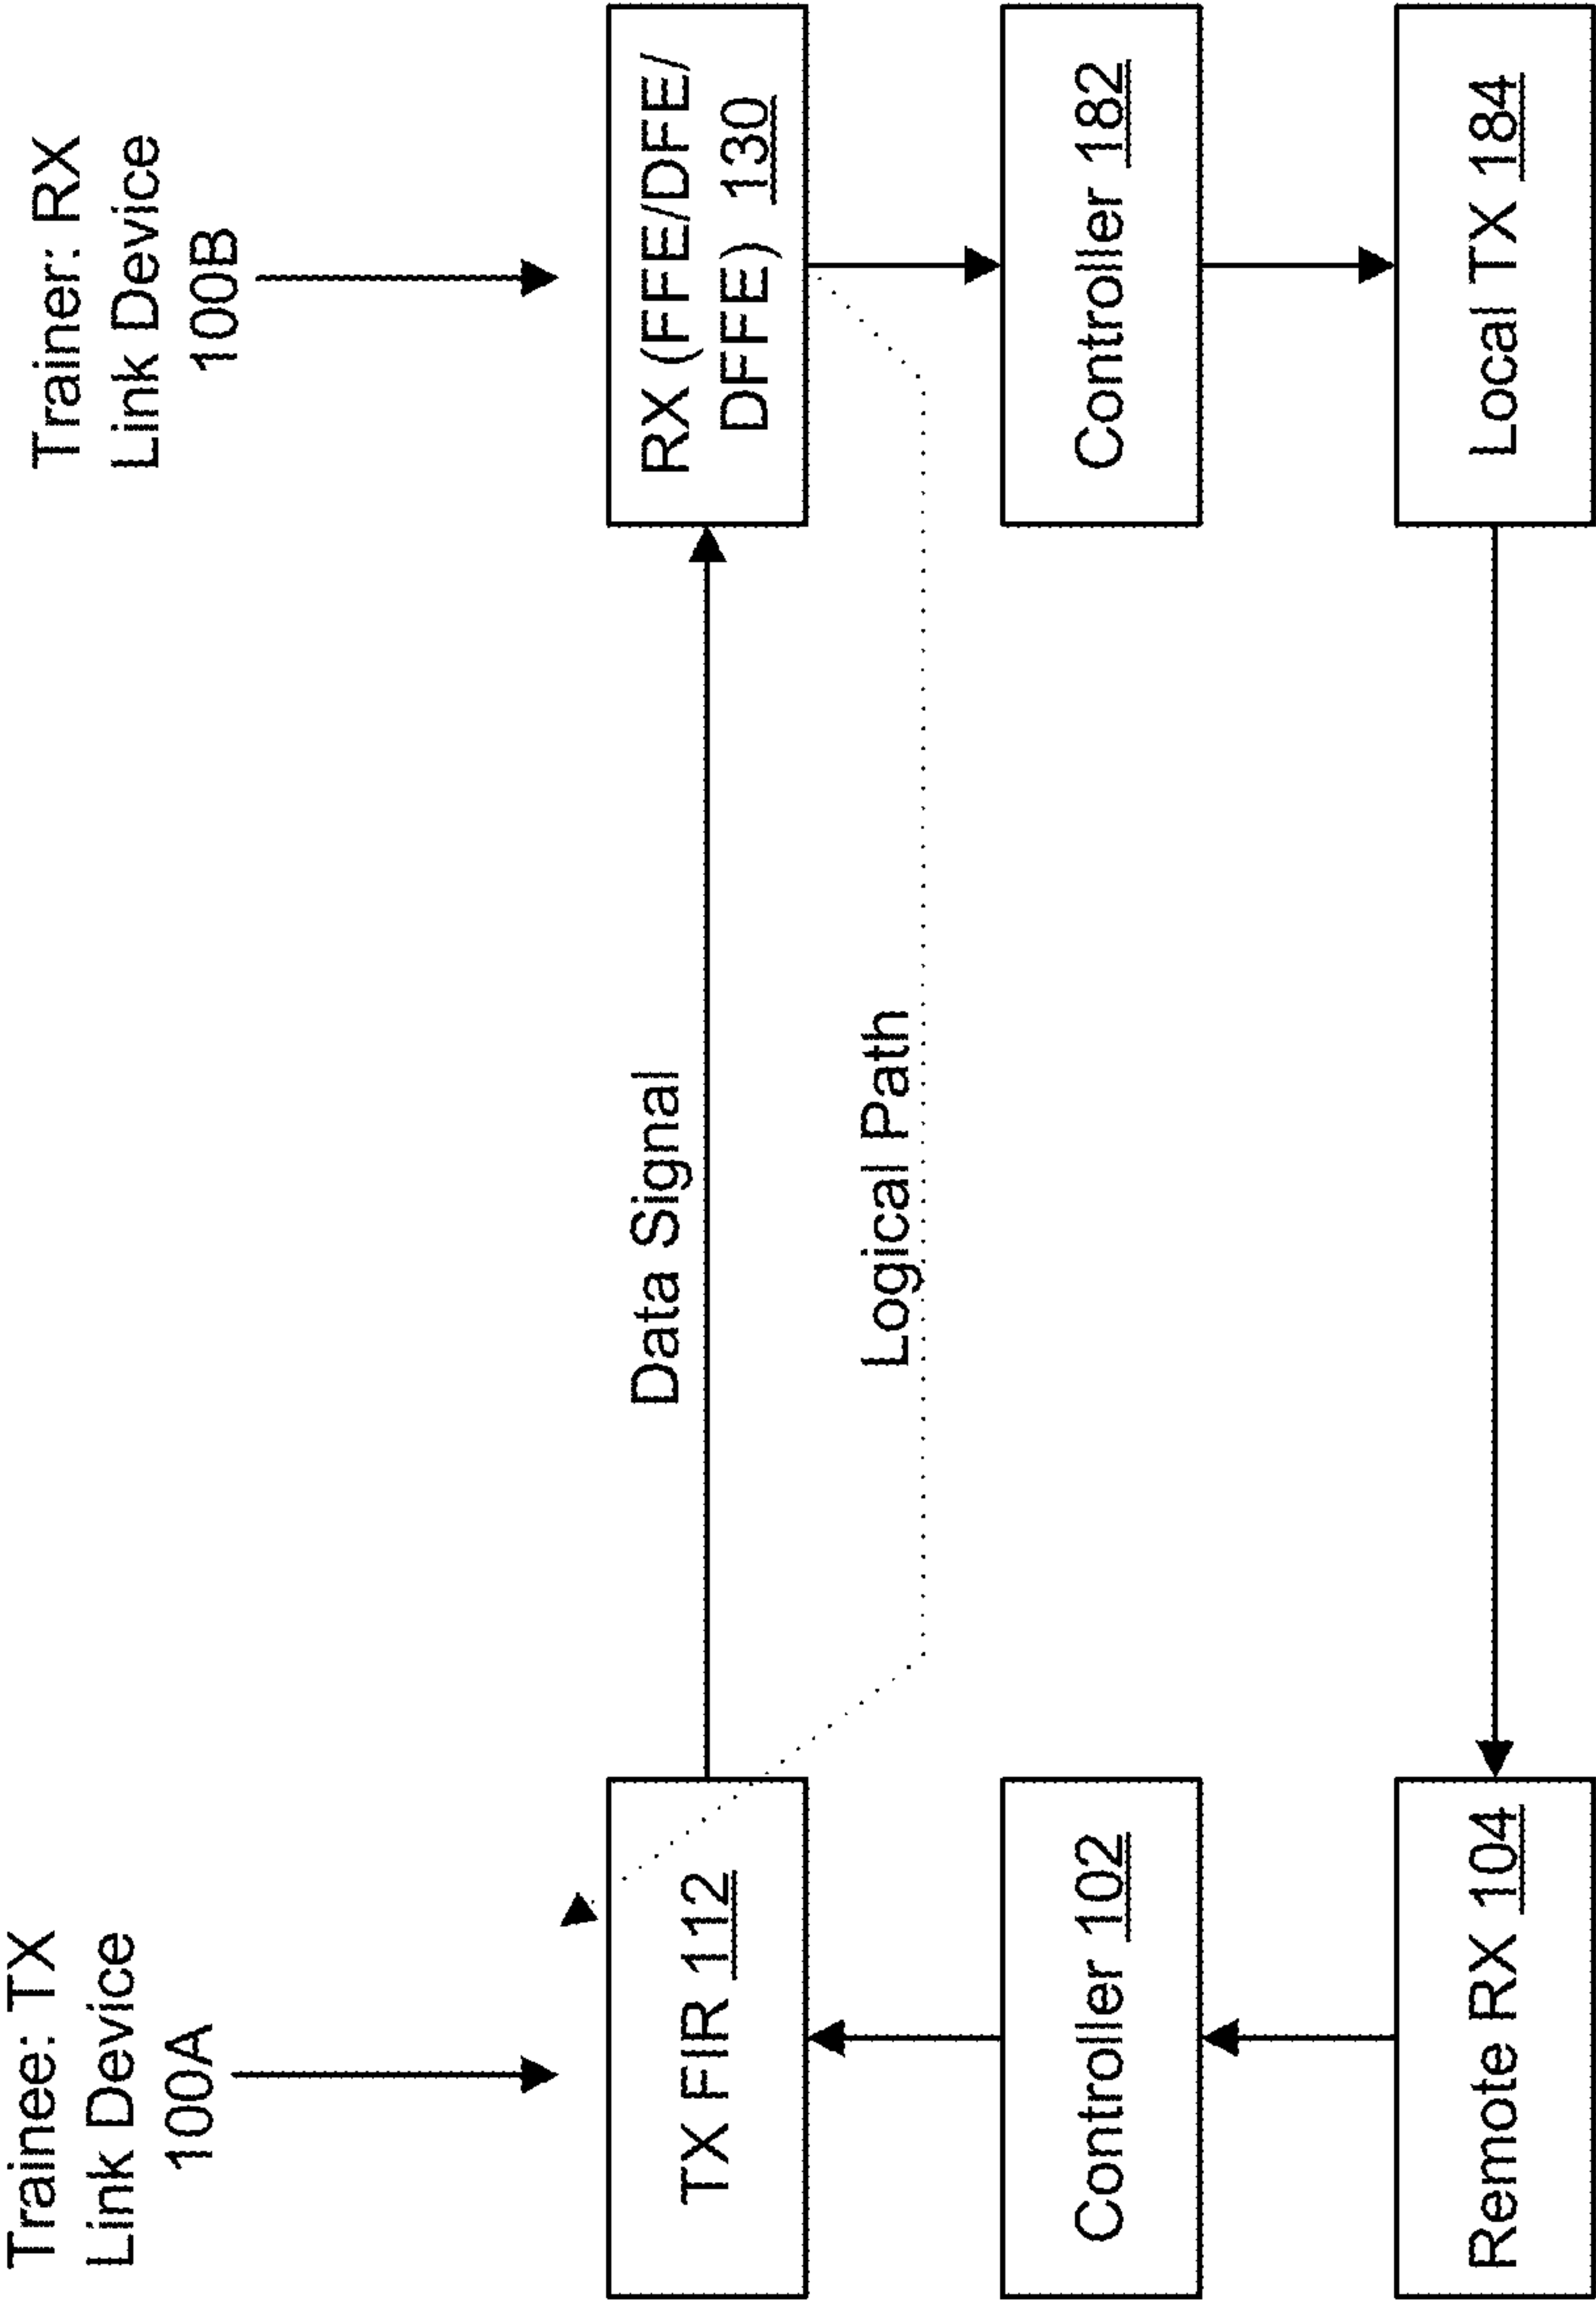 Trainee: TX
Link Device
100A
Trainer: RX
Link Device
100B
TX FIR 112
Data Signal
RX (FFE/DFE/
DFFE) 130
Logical Path
Controller 102
Controller 182
Remote RX 104
Local TX 184